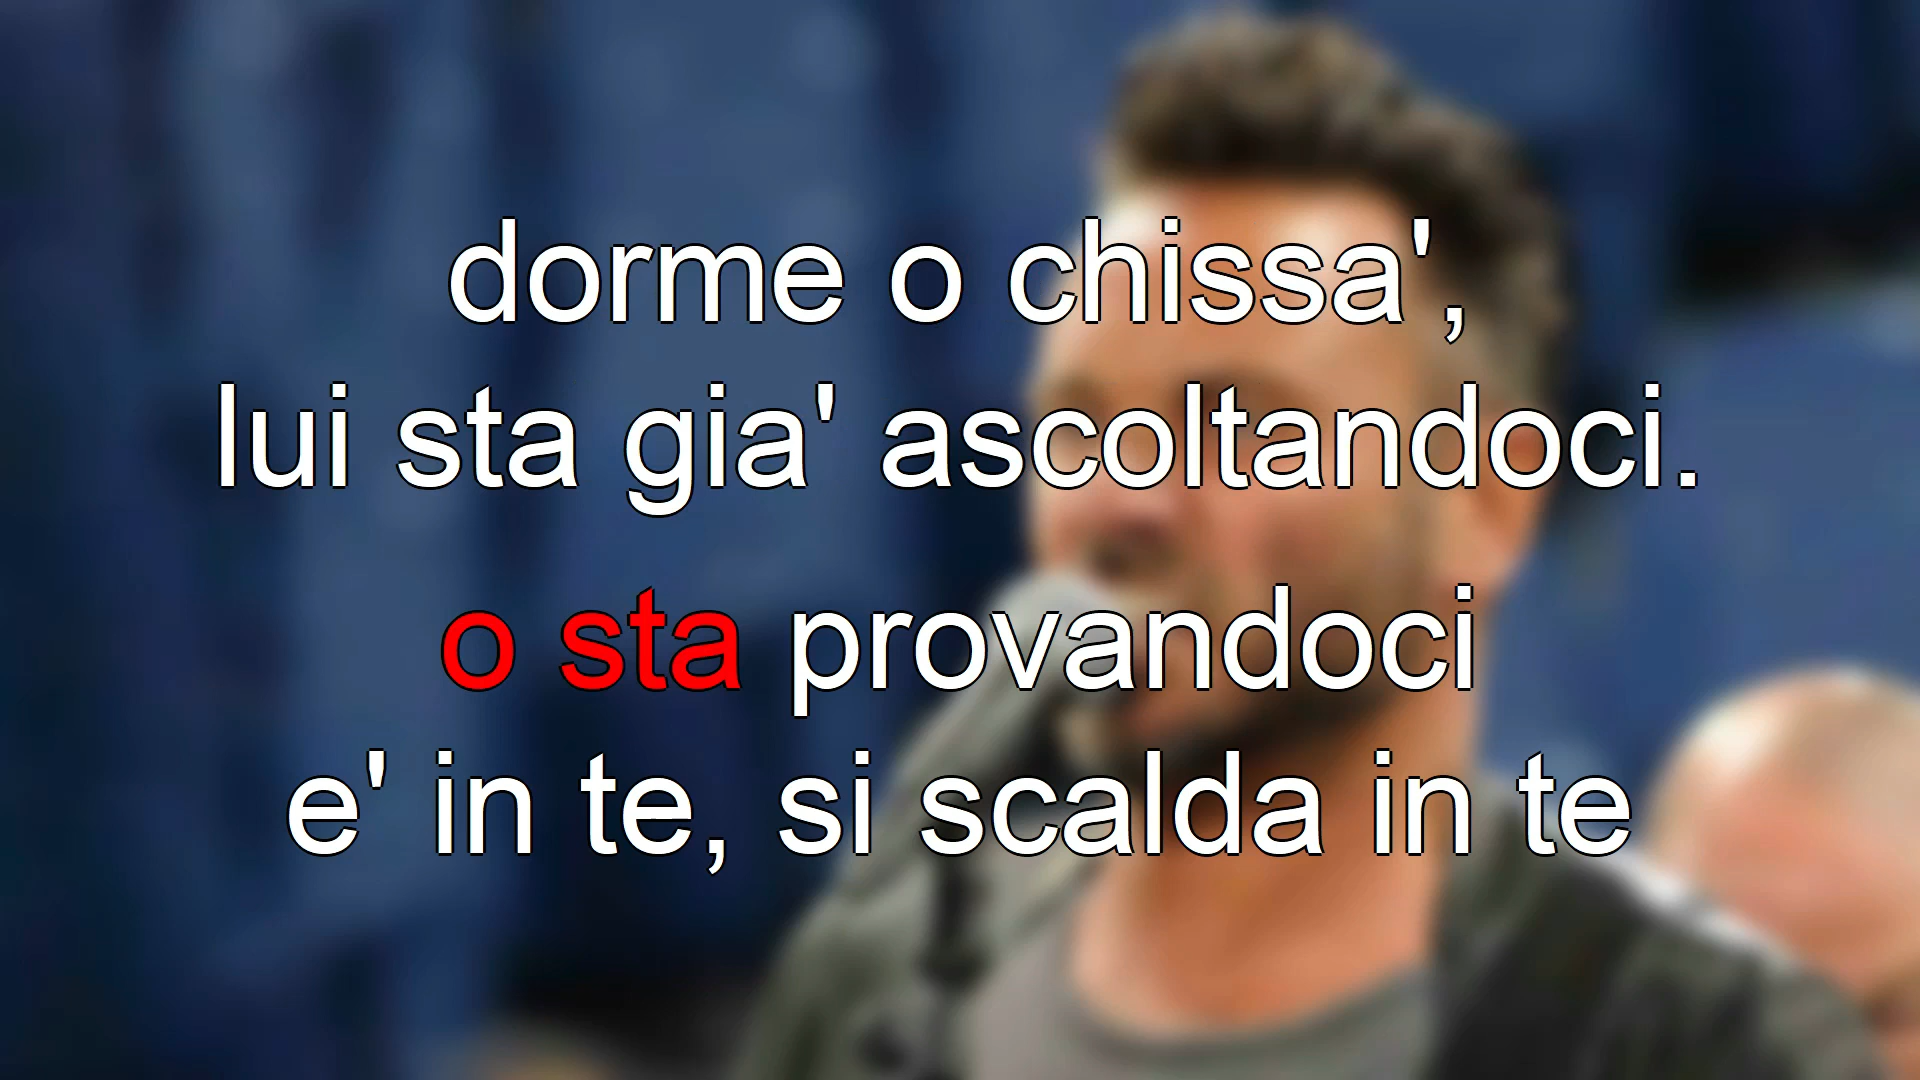 dorme o chissa',
lui sta gia' ascoltandoci.
o sta provandoci
e' in te, si scalda in te